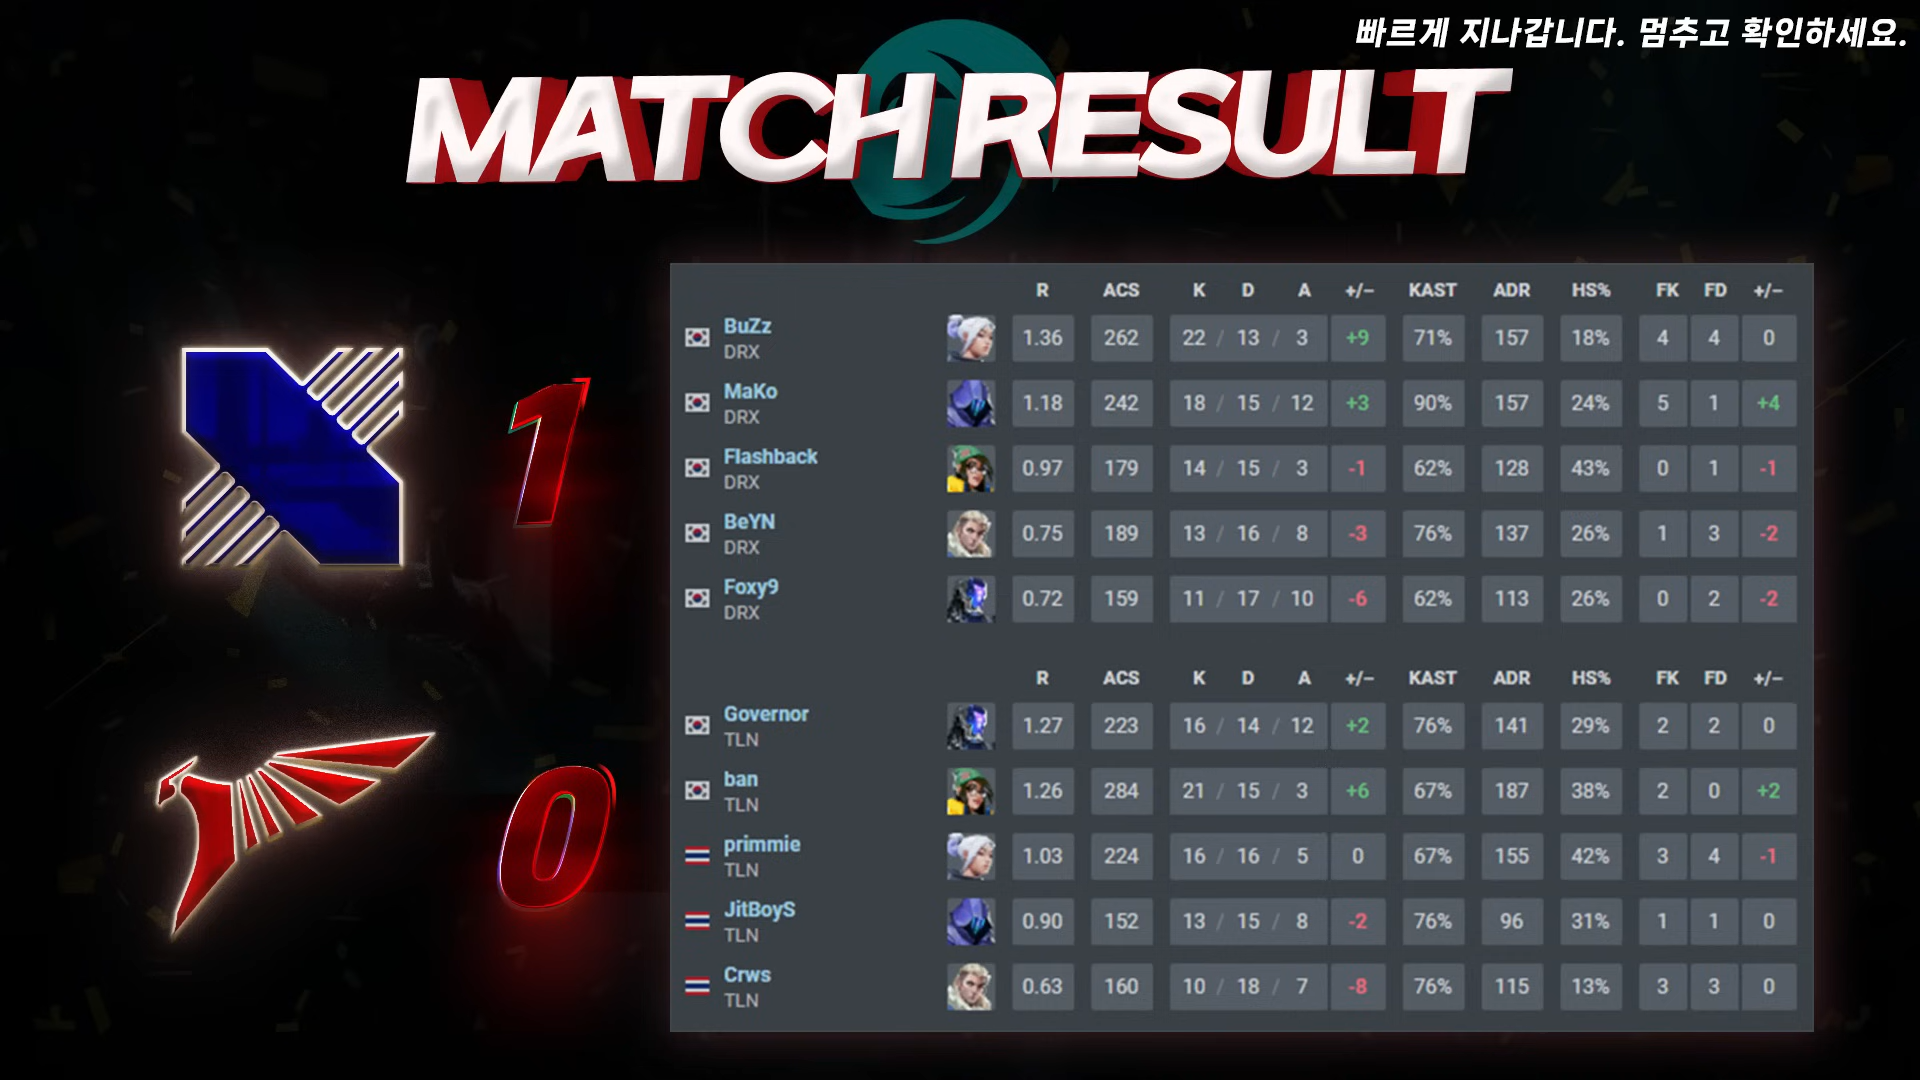 빠르게 지나갑니다. 멈추고 확인하세요.
MATCH RESULT
1
0
R ACS K D A +/− KAST ADR HS% FK FD +/−
BuZz
DRX
1.36 262 22 / 13 / 3 +9 71% 157 18% 4 4 0
MaKo
DRX
1.18 242 18 / 15 / 12 +3 90% 157 24% 5 1 +4
Flashback
DRX
0.97 179 14 / 15 / 3 -1 62% 128 43% 0 1 -1
BeYN
DRX
0.75 189 13 / 16 / 8 -3 76% 137 26% 1 3 -2
Foxy9
DRX
0.72 159 11 / 17 / 10 -6 62% 113 26% 0 2 -2
R ACS K D A +/− KAST ADR HS% FK FD +/−
Governor
TLN
1.27 223 16 / 14 / 12 +2 76% 141 29% 2 2 0
ban
TLN
1.26 284 21 / 15 / 3 +6 67% 187 38% 2 0 +2
primmie
TLN
1.03 224 16 / 16 / 5 0 67% 155 42% 3 4 -1
JitBoyS
TLN
0.90 152 13 / 15 / 8 -2 76% 96 31% 1 1 0
Crws
TLN
0.63 160 10 / 18 / 7 -8 76% 115 13% 3 3 0